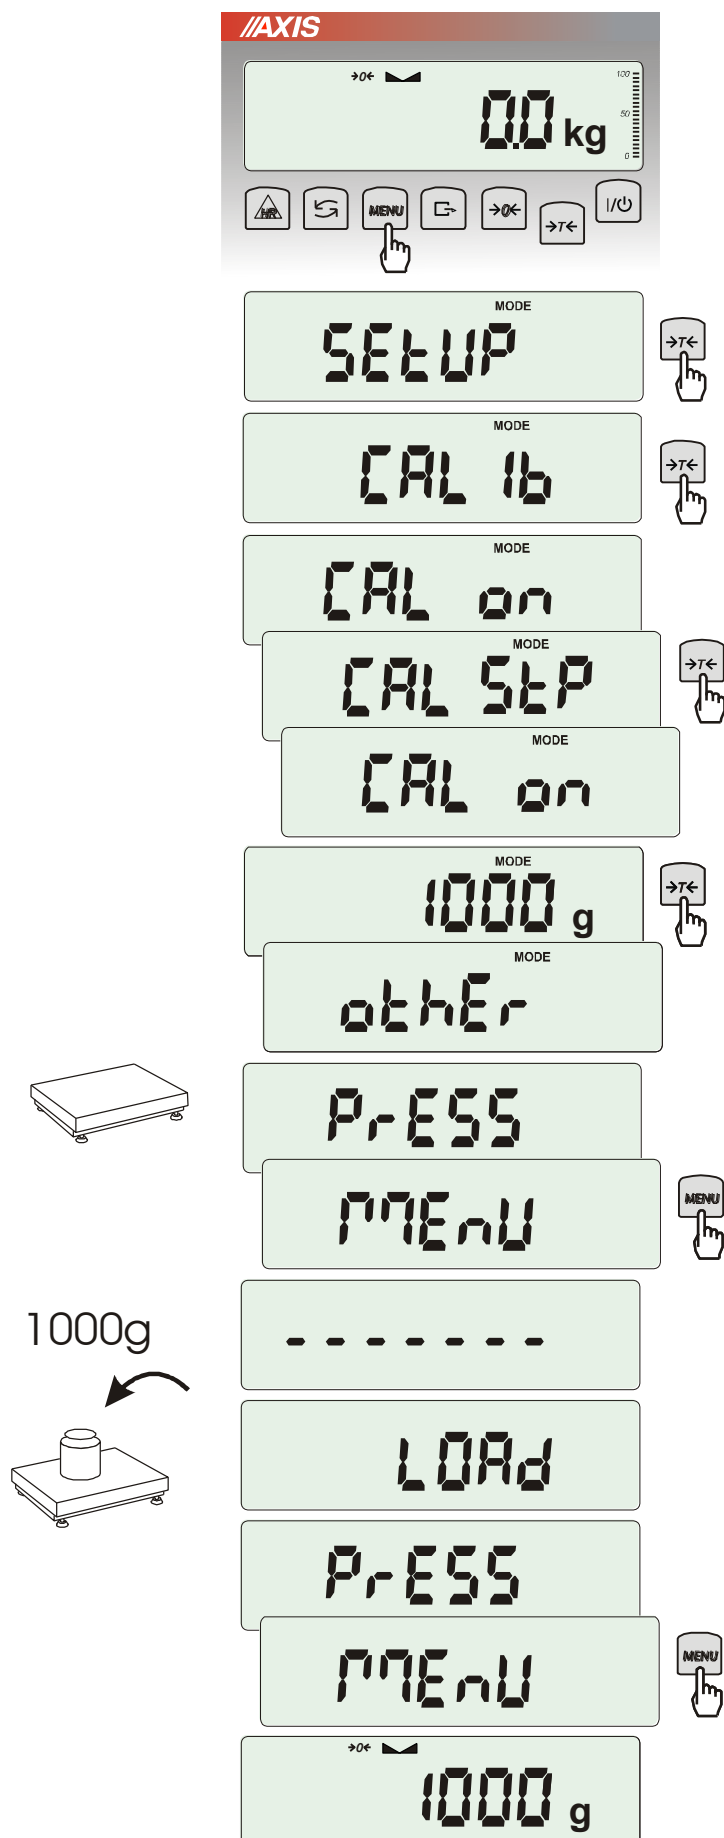 AXIS
→0← 100
50
0.0 kg
0
HR MENU →0← →T← I/⏻
MODE
SEtUP
→T←
MODE
CAL Ib
→T←
MODE
CAL on
MODE
CAL StP
→T←
MODE
CAL on
MODE
1000 g
→T←
MODE
othEr
PrESS
MEnU
MENU
1000g
- - - - - - -
LOAd
PrESS
MEnU
MENU
→0←
1000 g